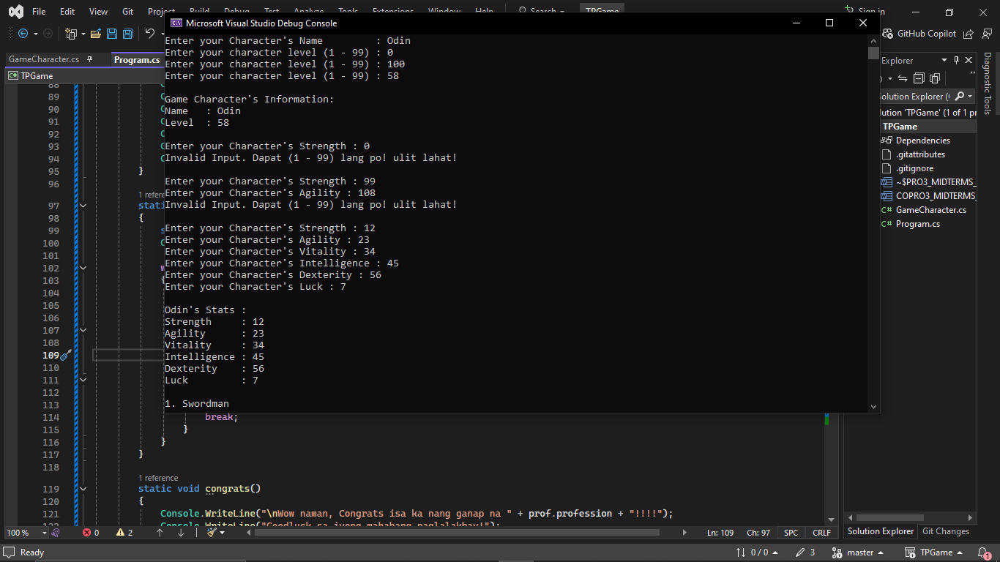 File Edit View Git Project Build Debug Test Analyze Tools Extensions Window Help Search TPGame Sign in
Microsoft Visual Studio Debug Console
GitHub Copilot
GameCharacter.cs
Program.cs
TPGame
Enter your Character's Name         : Odin
Enter your character level (1 - 99) : 0
Enter your character level (1 - 99) : 100
Enter your character level (1 - 99) : 58
Game Character's Information:
Name   : Odin
Level  : 58
Enter your Character's Strength : 0
Invalid Input. Dapat (1 - 99) lang po! ulit lahat!
Enter your Character's Strength : 99
Enter your Character's Agility : 108
Invalid Input. Dapat (1 - 99) lang po! ulit lahat!
Enter your Character's Strength : 12
Enter your Character's Agility : 23
Enter your Character's Vitality : 34
Enter your Character's Intelligence : 45
Enter your Character's Dexterity : 56
Enter your Character's Luck : 7
Odin's Stats :
Strength     : 12
Agility      : 23
Vitality     : 34
Intelligence : 45
Dexterity    : 56
Luck         : 7
1. Swordman
88
89
90
91
92
93
94
95 }
96
1 refere
97 stati
98 {
99
100
101
102
103 {
104
105
106
107
108
109
110
111
112
113
114 break;
115 }
116 }
117 }
118
1 reference
119 static void congrats()
120 {
121 Console.WriteLine("\nWow naman, Congrats isa ka nang ganap na " + prof.profession + "!!!!");
122 Console.WriteLine("Goodluck sa iyong mahabang paglalakbay!");
Explorer
Solution Explorer (
lution 'TPGame' (1 of 1 pr
TPGame
Dependencies
.gitattributes
.gitignore
~$PRO3_MIDTERMS_
COPRO3_MIDTERMS_
GameCharacter.cs
Program.cs
Diagnostic Tools
Solution Explorer Git Changes
100 % 0 2 Ln: 109 Ch: 97 SPC CRLF
Ready 0 / 0 3 master TPGame 1